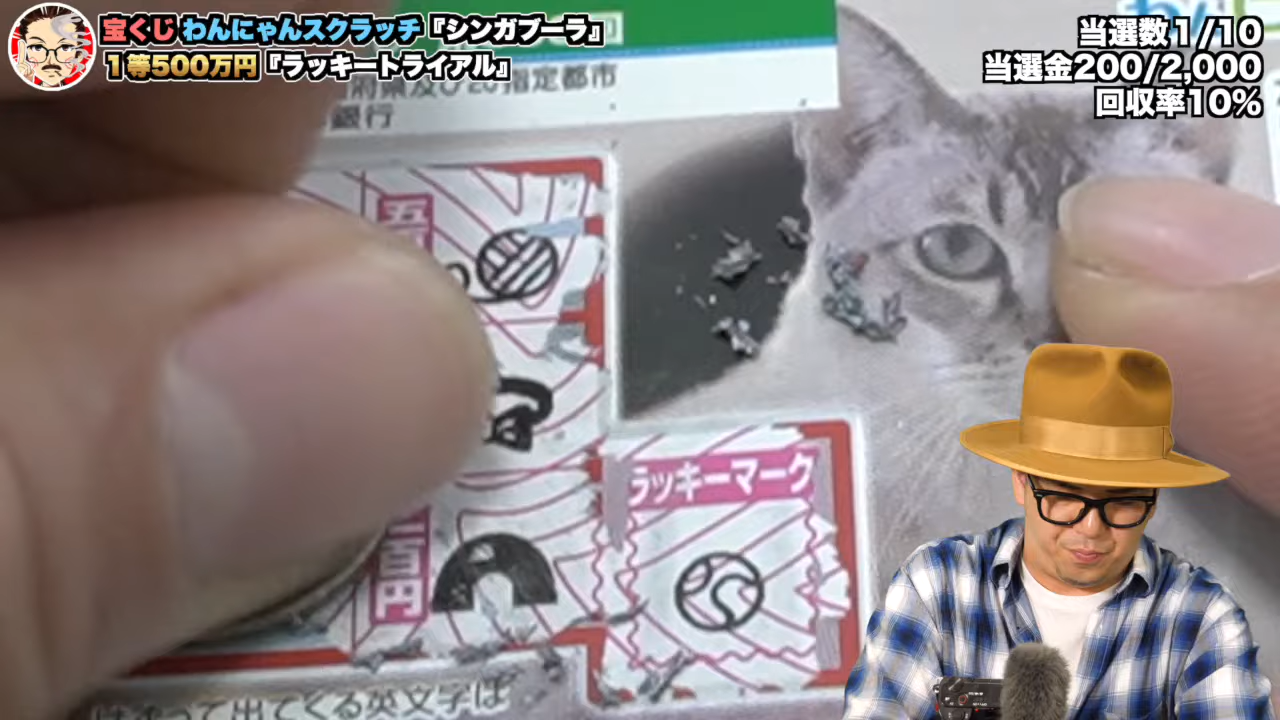 宝くじ わんにゃんスクラッチ『シンガプーラ』
1等500万円『ラッキートライアル』
当選数1/10
当選金200/2,000
回収率10%
府県及び20指定都市
銀行
ラッキーマーク
百円
って出てくる英文字は